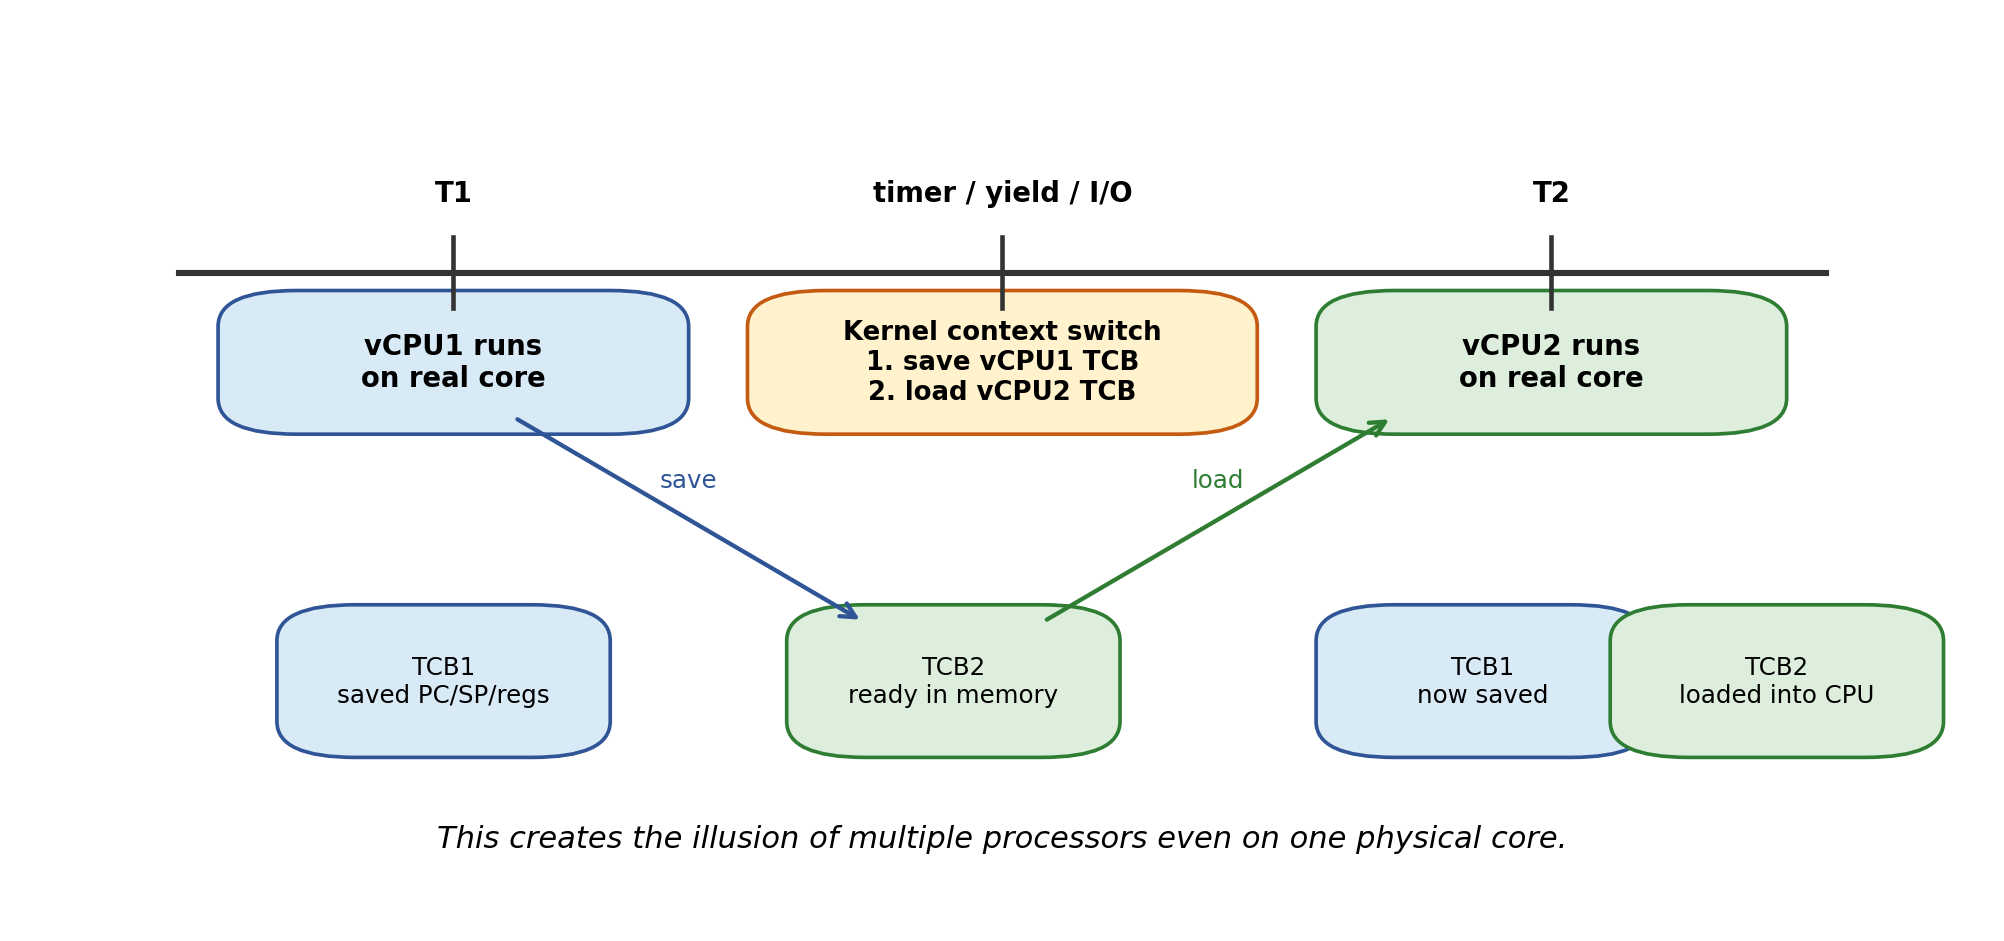 T1
timer / yield / I/O
T2
vCPU1 runs
on real core
Kernel context switch
1. save vCPU1 TCB
2. load vCPU2 TCB
vCPU2 runs
on real core
save
load
TCB1
saved PC/SP/regs
TCB2
ready in memory
TCB1
now saved
TCB2
loaded into CPU
This creates the illusion of multiple processors even on one physical core.